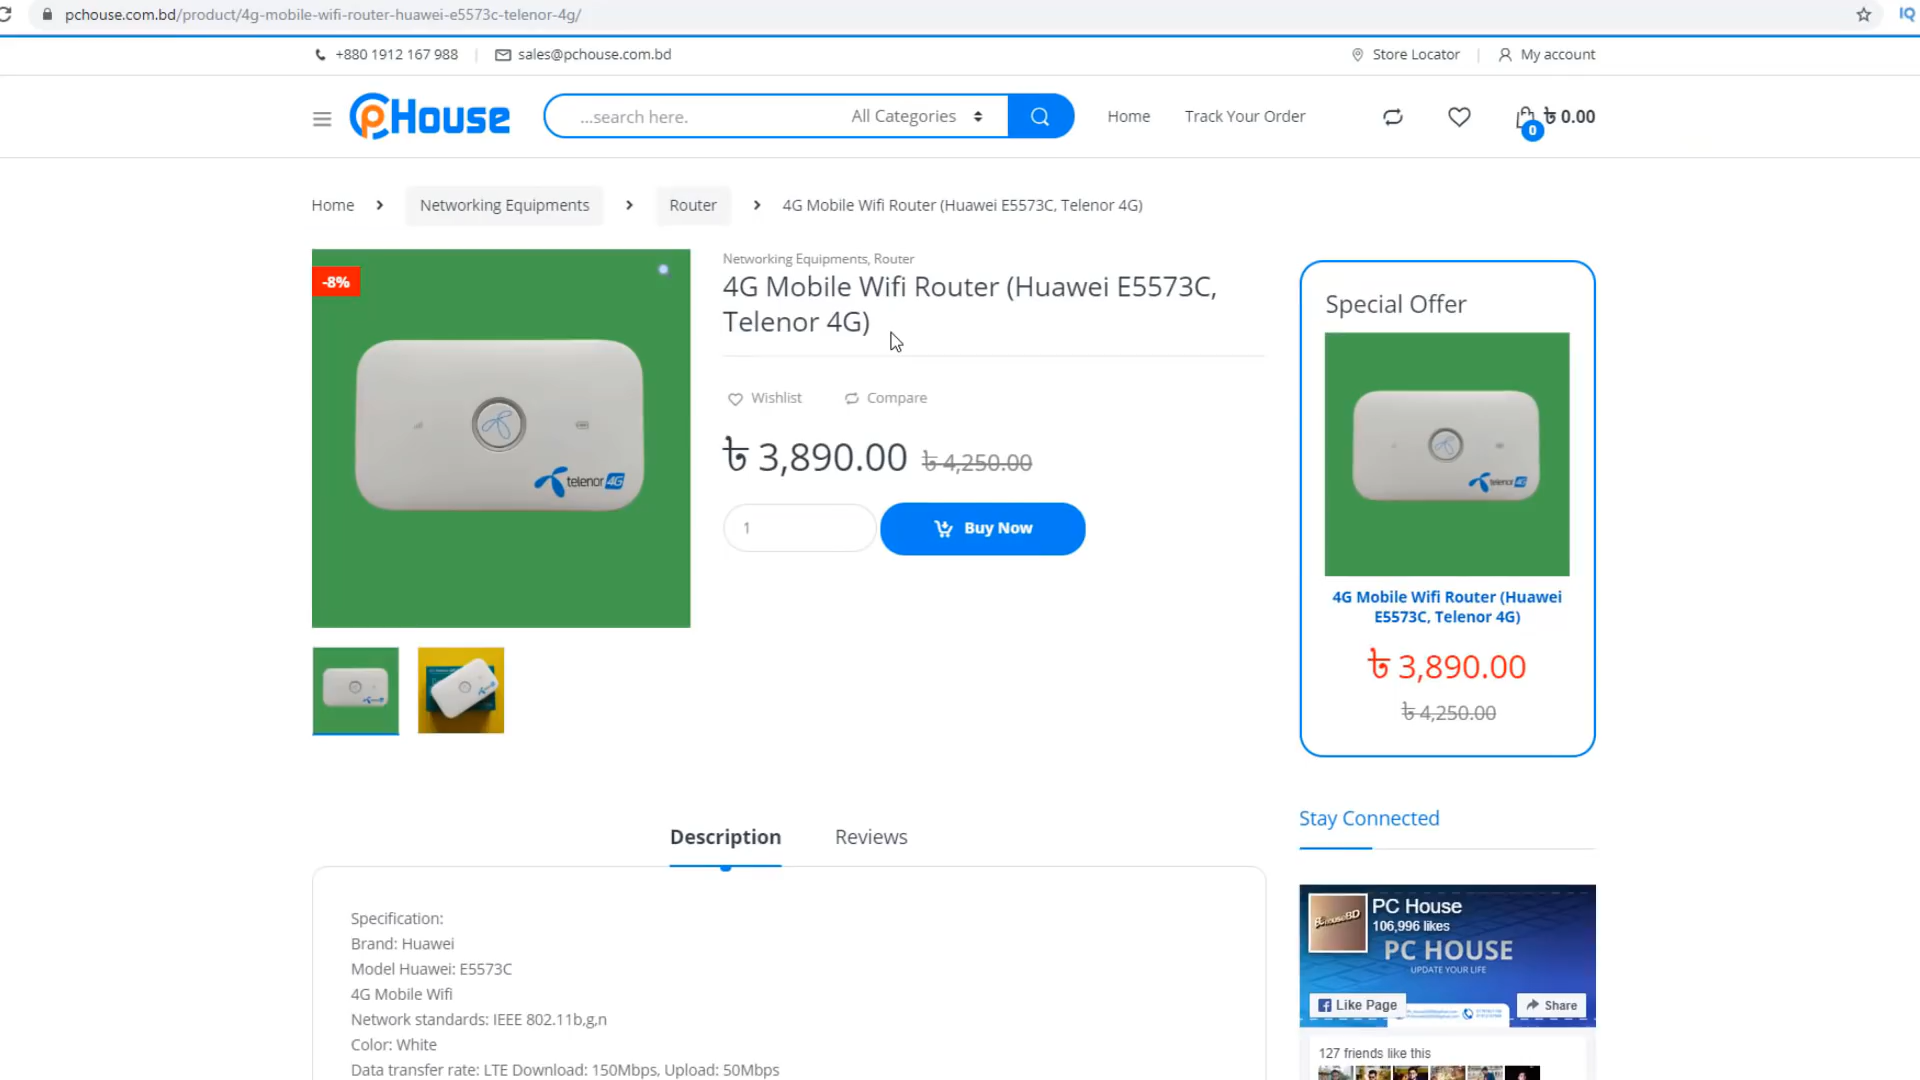 pchouse.com.bd/product/4g-mobile-wifi-router-huawei-e5573c-telenor-4g/
IQ
+880 1912 167 988
sales@pchouse.com.bd
Store Locator
My account
PHouse
...search here.
All Categories
Home
Track Your Order
0
৳ 0.00
Home
Networking Equipments
Router
4G Mobile Wifi Router (Huawei E5573C, Telenor 4G)
-8%
telenor 4G
Networking Equipments, Router
4G Mobile Wifi Router (Huawei E5573C,
Telenor 4G)
Wishlist
Compare
৳ 3,890.00 ৳ 4,250.00
1
Buy Now
Special Offer
telenor 4G
4G Mobile Wifi Router (Huawei
E5573C, Telenor 4G)
৳ 3,890.00
৳ 4,250.00
Description
Reviews
Specification:
Brand: Huawei
Model Huawei: E5573C
4G Mobile Wifi
Network standards: IEEE 802.11b,g,n
Color: White
Data transfer rate: LTE Download: 150Mbps, Upload: 50Mbps
Stay Connected
PC House
106,996 likes
PC HOUSE
UPDATE YOUR LIFE
Like Page
Share
127 friends like this